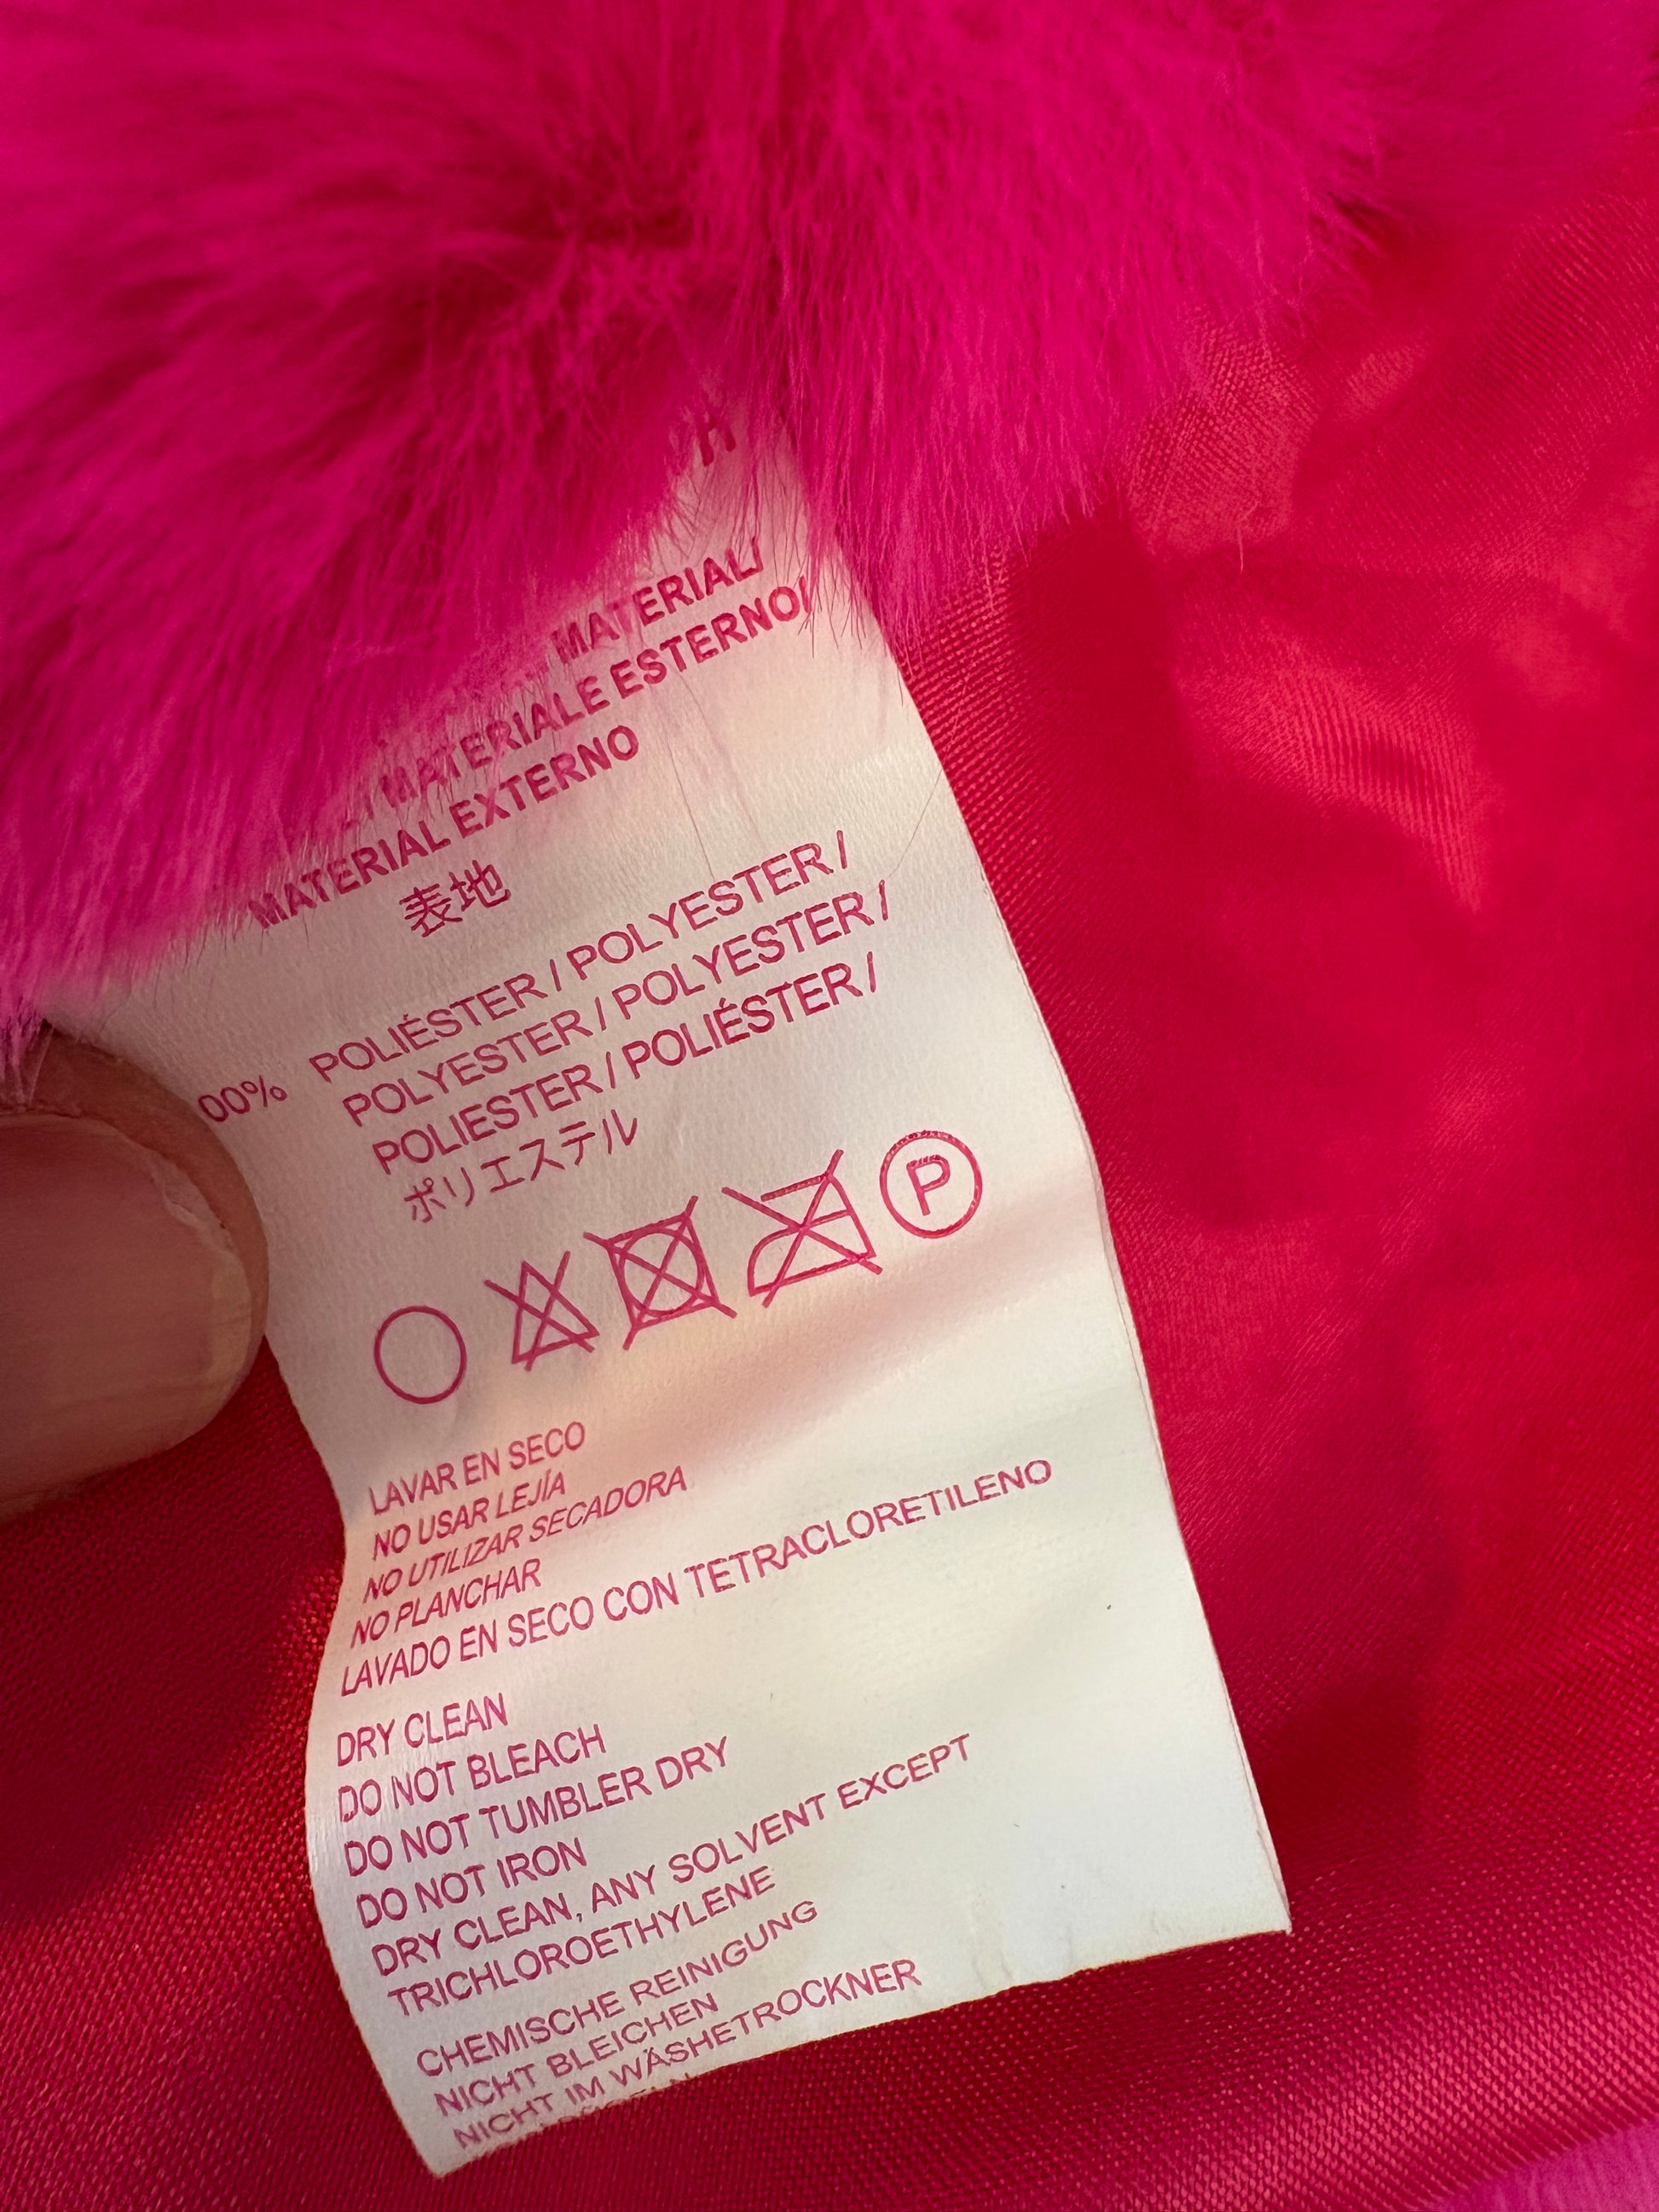 MATERIAL/
MATERIALE ESTERNO/
MATERIAL EXTERNO
表地
00% POLIÉSTER / POLYESTER /
POLYESTER / POLYESTER /
POLIESTER / POLIÉSTER /
ポリエステル
P
LAVAR EN SECO
NO USAR LEJÍA
NO UTILIZAR SECADORA
NO PLANCHAR
LAVADO EN SECO CON TETRACLORETILENO
DRY CLEAN
DO NOT BLEACH
DO NOT TUMBLER DRY
DO NOT IRON
DRY CLEAN, ANY SOLVENT EXCEPT
TRICHLOROETHYLENE
CHEMISCHE REINIGUNG
NICHT BLEICHEN
NICHT IM WÄSHETROCKNER